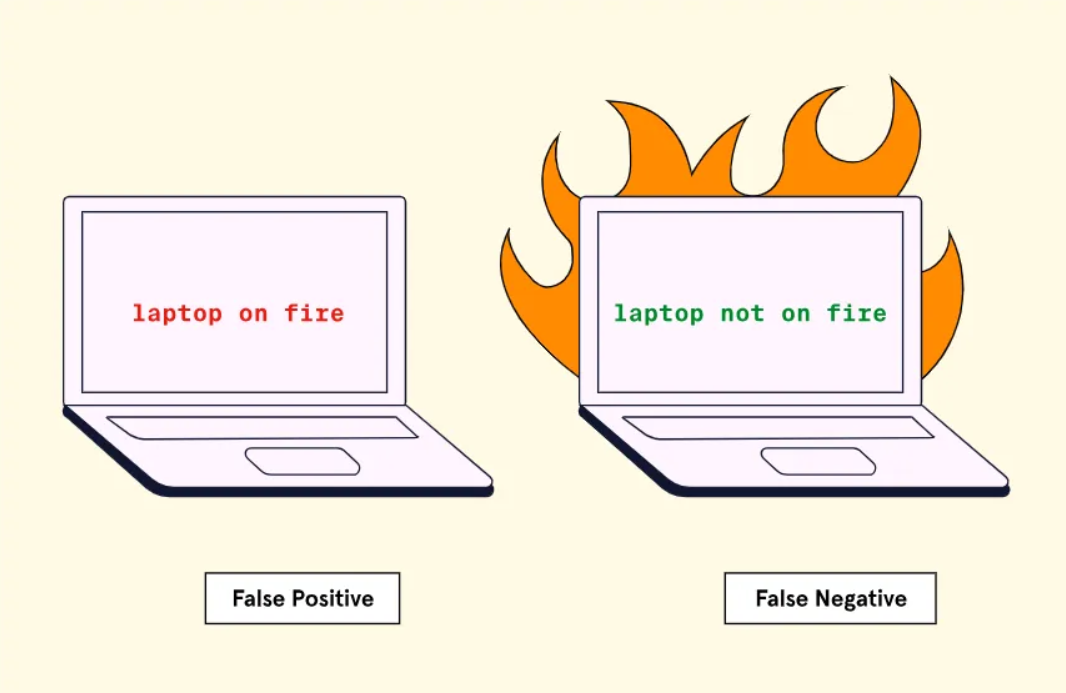 laptop on fire
laptop not on fire
False Positive
False Negative